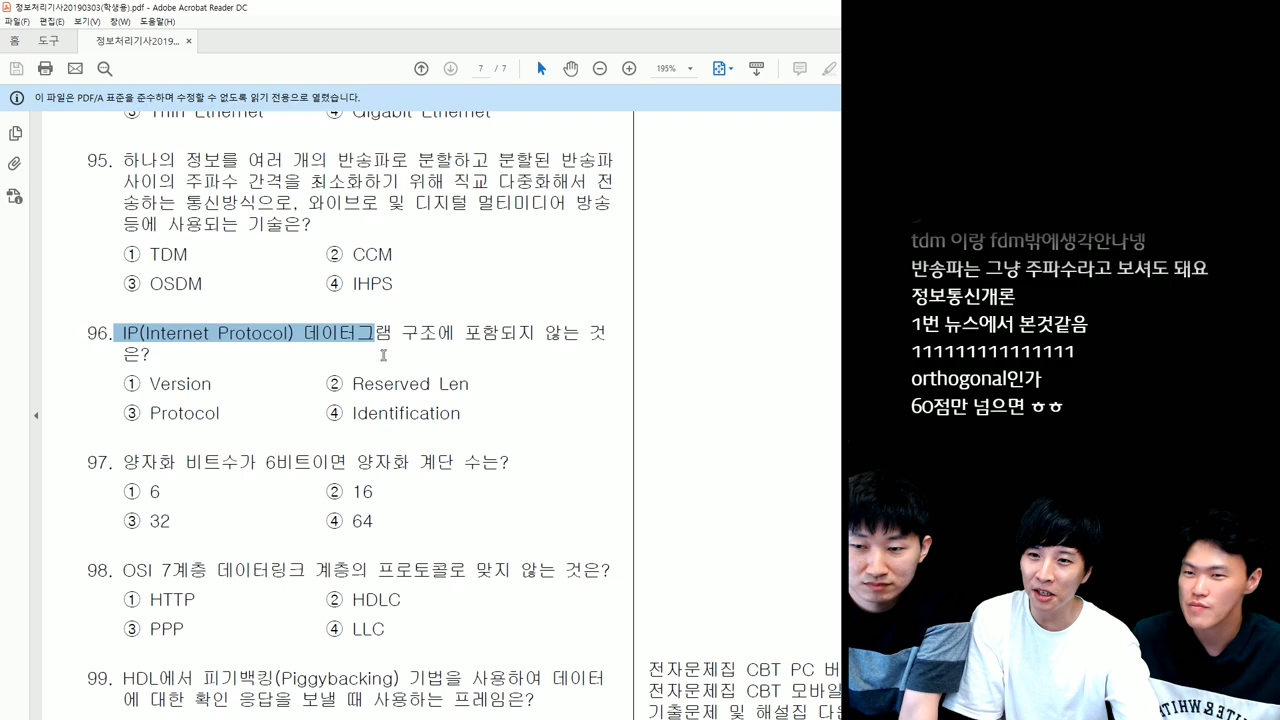 정보처리기사20190303(학생용).pdf - Adobe Acrobat Reader DC
파일(F) 편집(E) 보기(V) 창(W) 도움말(H)
홈 도구 정보처리기사2019... ×
7 / 7 195%
이 파일은 PDF/A 표준을 준수하며 수정할 수 없도록 읽기 전용으로 열렸습니다.
③ Thin Ethernet ④ Gigabit Ethernet
95. 하나의 정보를 여러 개의 반송파로 분할하고 분할된 반송파
사이의 주파수 간격을 최소화하기 위해 직교 다중화해서 전
송하는 통신방식으로, 와이브로 및 디지털 멀티미디어 방송
등에 사용되는 기술은?
① TDM ② CCM
③ OSDM ④ IHPS
96. IP(Internet Protocol) 데이터그램 구조에 포함되지 않는 것
은?
① Version ② Reserved Len
③ Protocol ④ Identification
97. 양자화 비트수가 6비트이면 양자화 계단 수는?
① 6 ② 16
③ 32 ④ 64
98. OSI 7계층 데이터링크 계층의 프로토콜로 맞지 않는 것은?
① HTTP ② HDLC
③ PPP ④ LLC
99. HDL에서 피기백킹(Piggybacking) 기법을 사용하여 데이터
에 대한 확인 응답을 보낼 때 사용하는 프레임은?
전자문제집 CBT PC 버
전자문제집 CBT 모바일
기출문제 및 해설집 다운
tdm 이랑 fdm밖에생각안나넹
반송파는 그냥 주파수라고 보셔도 돼요
정보통신개론
1번 뉴스에서 본것같음
111111111111111
orthogonal인가
60점만 넘으면 ㅎㅎ